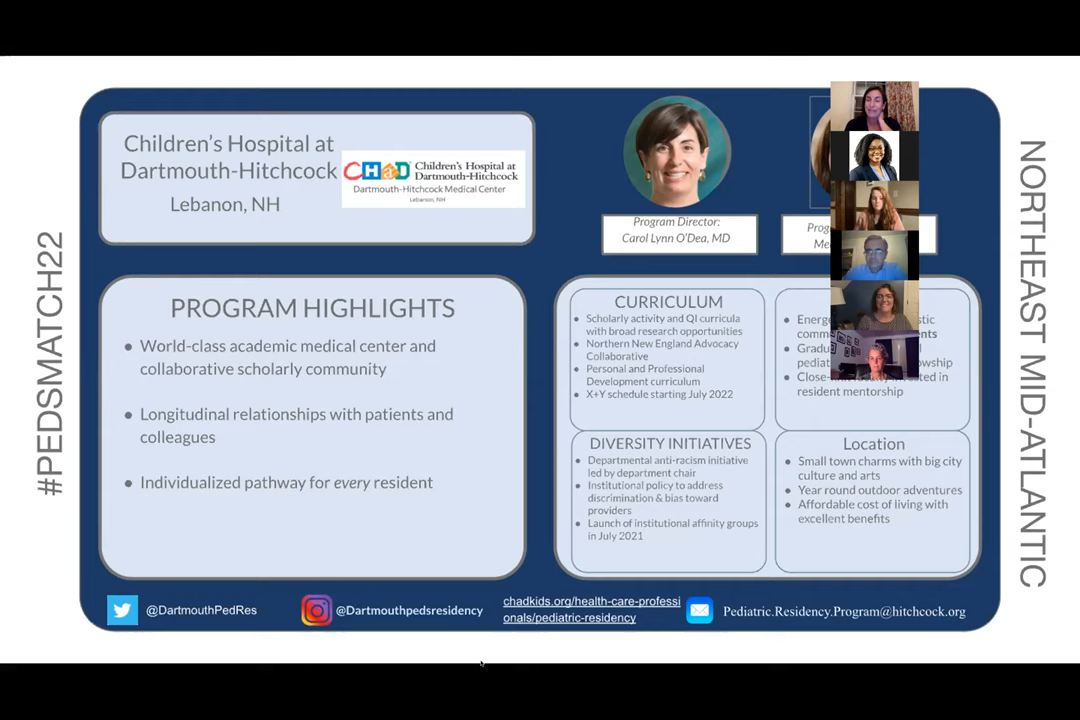 #PEDSMATCH22
Children's Hospital at
Dartmouth-Hitchcock
Lebanon, NH
CHaD
Children's Hospital at
Dartmouth-Hitchcock
Dartmouth-Hitchcock Medical Center
Lebanon, NH
Program Director:
Carol Lynn O'Dea, MD
PROGRAM HIGHLIGHTS
• World-class academic medical center and
collaborative scholarly community
• Longitudinal relationships with patients and
colleagues
• Individualized pathway for every resident
CURRICULUM
• Scholarly activity and QI curricula
with broad research opportunities
• Northern New England Advocacy
Collaborative
• Personal and Professional
Development curriculum
• X+Y schedule starting July 2022
resident mentorship
DIVERSITY INITIATIVES
• Departmental anti-racism initiative
led by department chair
• Institutional policy to address
discrimination & bias toward
providers
• Launch of institutional affinity groups
in July 2021
Location
• Small town charms with big city
culture and arts
• Year round outdoor adventures
• Affordable cost of living with
excellent benefits
@DartmouthPedRes
@Dartmouthpedsresidency
chadkids.org/health-care-professi
onals/pediatric-residency
Pediatric.Residency.Program@hitchcock.org
NORTHEAST MID-ATLANTIC